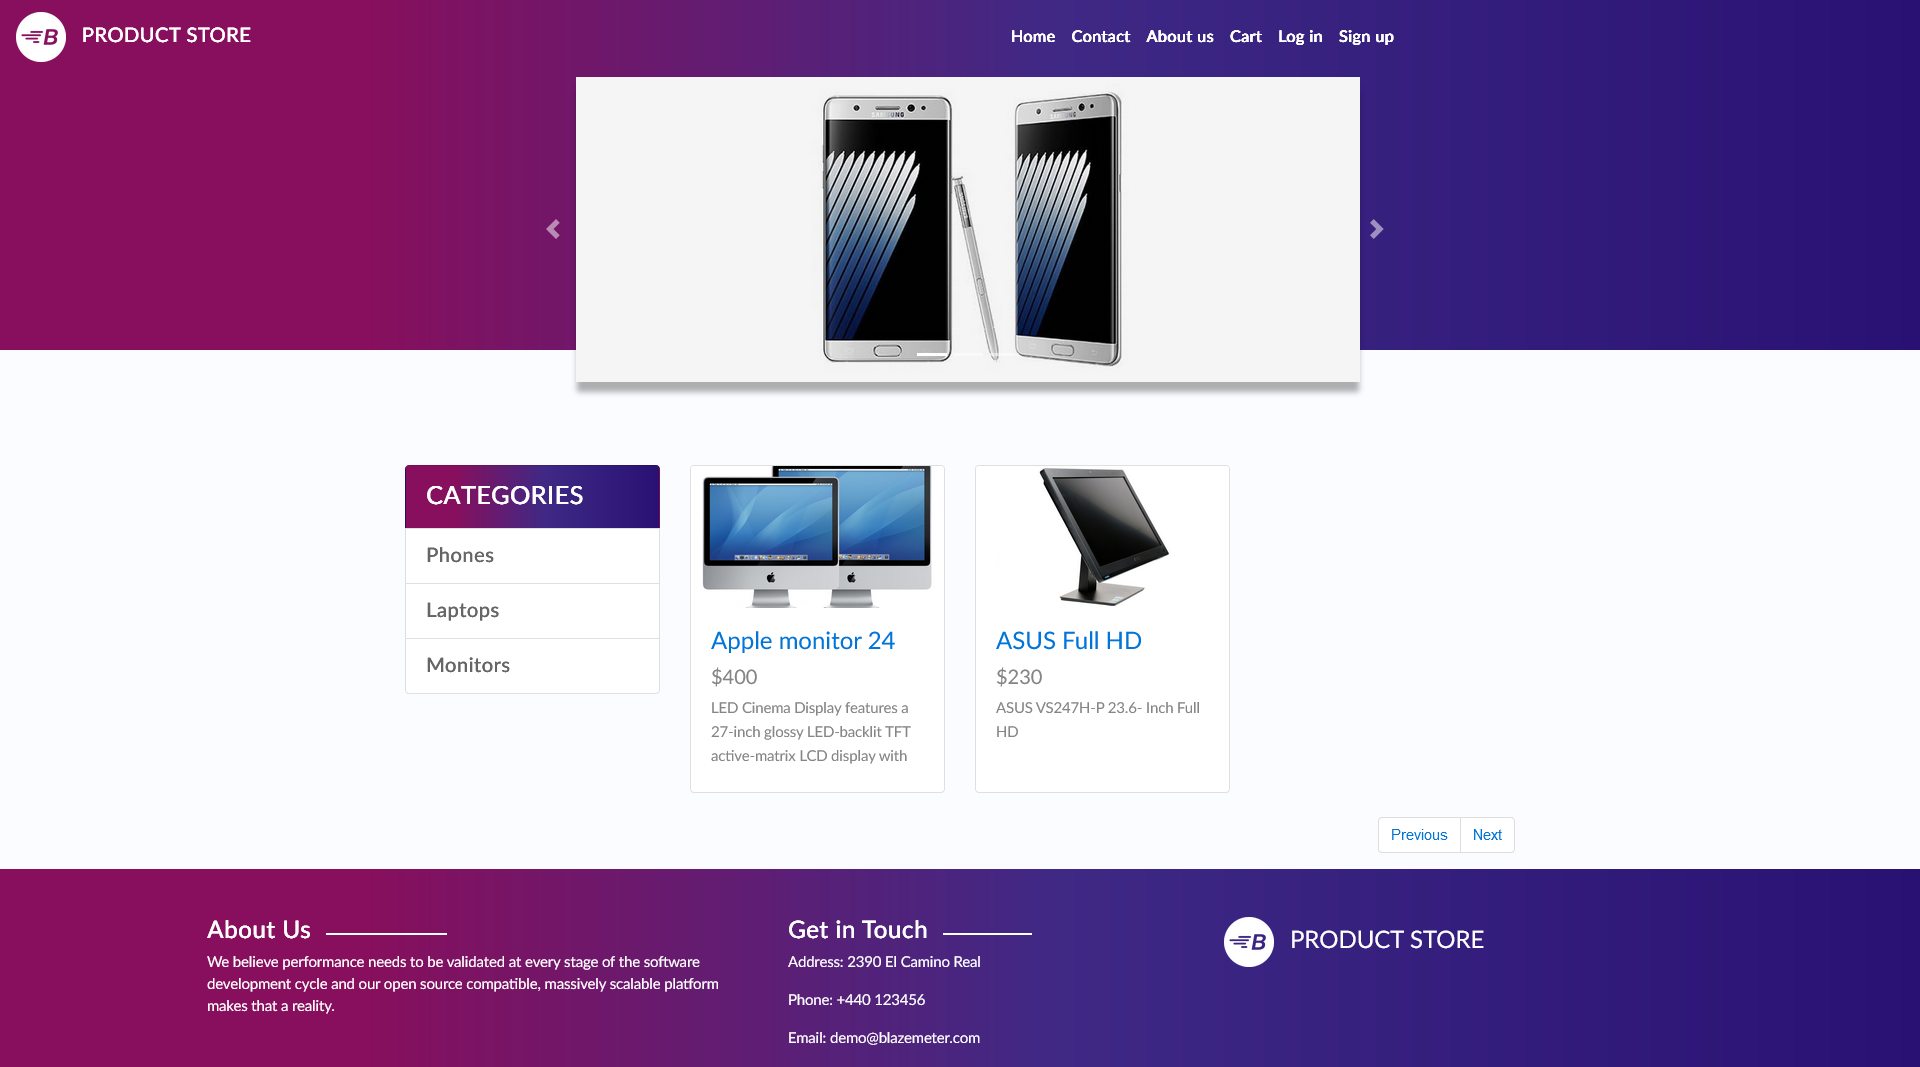 PRODUCT STORE
Home Contact About us Cart Log in Sign up
SAMSUNG
SAMSUNG
CATEGORIES
Phones
Laptops
Monitors
Apple monitor 24
$400
LED Cinema Display features a
27-inch glossy LED-backlit TFT
active-matrix LCD display with
ASUS Full HD
$230
ASUS VS247H-P 23.6- Inch Full
HD
Previous Next
About Us
We believe performance needs to be validated at every stage of the software
development cycle and our open source compatible, massively scalable platform
makes that a reality.
Get in Touch
Address: 2390 El Camino Real
Phone: +440 123456
Email: demo@blazemeter.com
B PRODUCT STORE